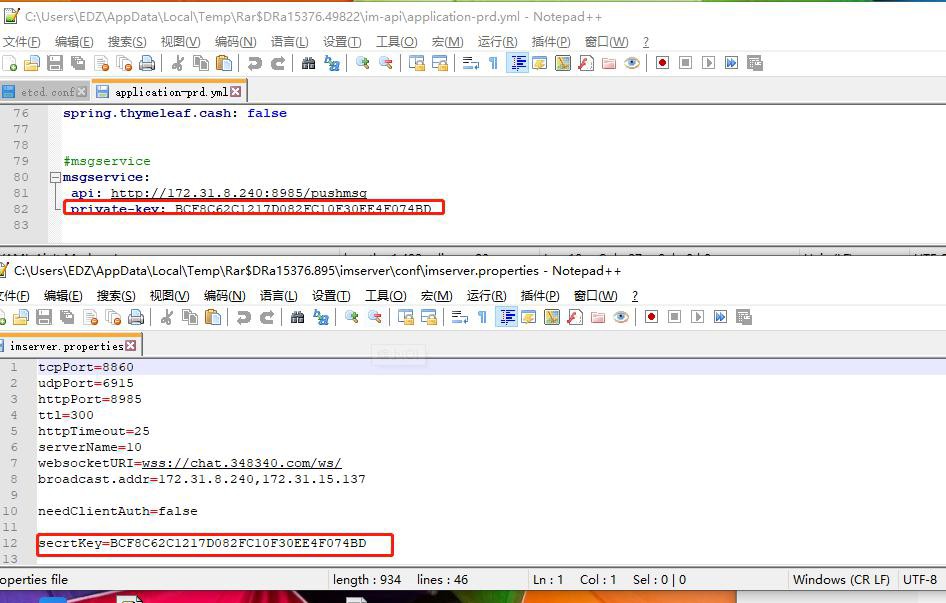 C:\Users\EDZ\AppData\Local\Temp\Rar$DRa15376.49822\im-api\application-prd.yml - Notepad++
文件(F) 编辑(E) 搜索(S) 视图(V) 编码(N) 语言(L) 设置(T) 工具(O) 宏(M) 运行(R) 插件(P) 窗口(W) ?
etcd.conf application-prd.yml
76 spring.thymeleaf.cash: false
77
78
79 #msgservice
80 msgservice:
81 api: http://172.31.8.240:8985/pushmsg
82 private-key: BCF8C62C1217D082FC10F30EE4F074BD
83
C:\Users\EDZ\AppData\Local\Temp\Rar$DRa15376.895\imserver\conf\imserver.properties - Notepad++
文件(F) 编辑(E) 搜索(S) 视图(V) 编码(N) 语言(L) 设置(T) 工具(O) 宏(M) 运行(R) 插件(P) 窗口(W) ?
imserver.properties
1 tcpPort=8860
2 udpPort=6915
3 httpPort=8985
4 ttl=300
5 httpTimeout=25
6 serverName=10
7 websocketURI=wss://chat.348340.com/ws/
8 broadcast.addr=172.31.8.240,172.31.15.137
9
10 needClientAuth=false
11
12 secrtKey=BCF8C62C1217D082FC10F30EE4F074BD
13
operties file length : 934 lines : 46 Ln : 1 Col : 1 Sel : 0 | 0 Windows (CR LF) UTF-8